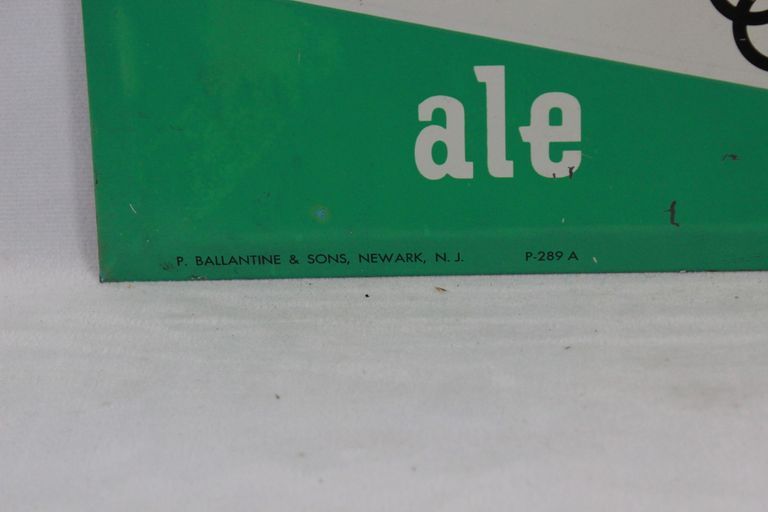 ale
P. BALLANTINE & SONS, NEWARK, N. J. P-289 A